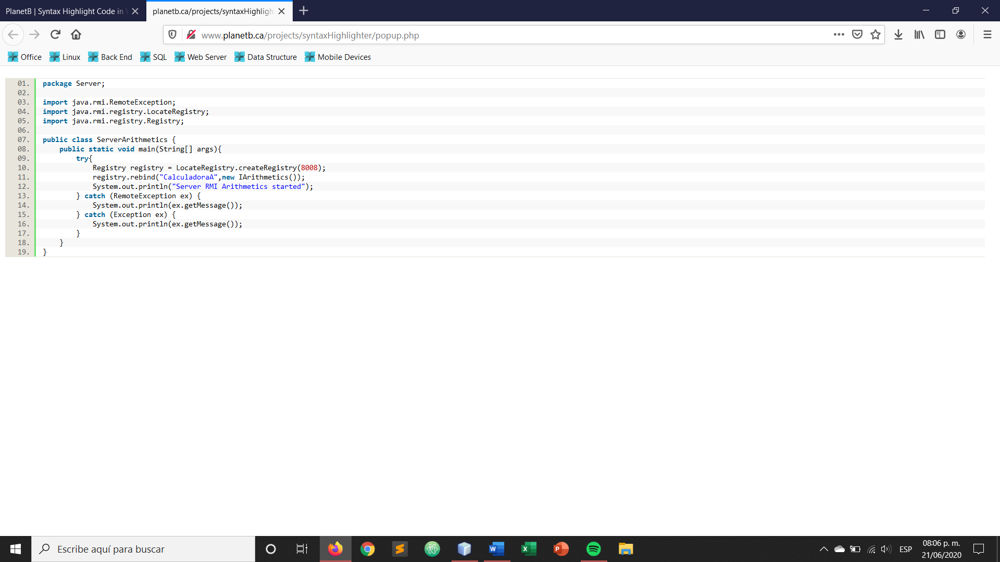 PlanetB | Syntax Highlight Code in
planetb.ca/projects/syntaxHighligh
www.planetb.ca/projects/syntaxHighlighter/popup.php
Office Linux Back End SQL Web Server Data Structure Mobile Devices
01. package Server;
02.
03. import java.rmi.RemoteException;
04. import java.rmi.registry.LocateRegistry;
05. import java.rmi.registry.Registry;
06.
07. public class ServerArithmetics {
08.     public static void main(String[] args){
09.         try{
10.             Registry registry = LocateRegistry.createRegistry(8008);
11.             registry.rebind("CalculadoraA",new IArithmetics());
12.             System.out.println("Server RMI Arithmetics started");
13.         } catch (RemoteException ex) {
14.             System.out.println(ex.getMessage());
15.         } catch (Exception ex) {
16.             System.out.println(ex.getMessage());
17.         }
18.     }
19. }
Escribe aquí para buscar
ESP
08:06 p. m.
21/06/2020